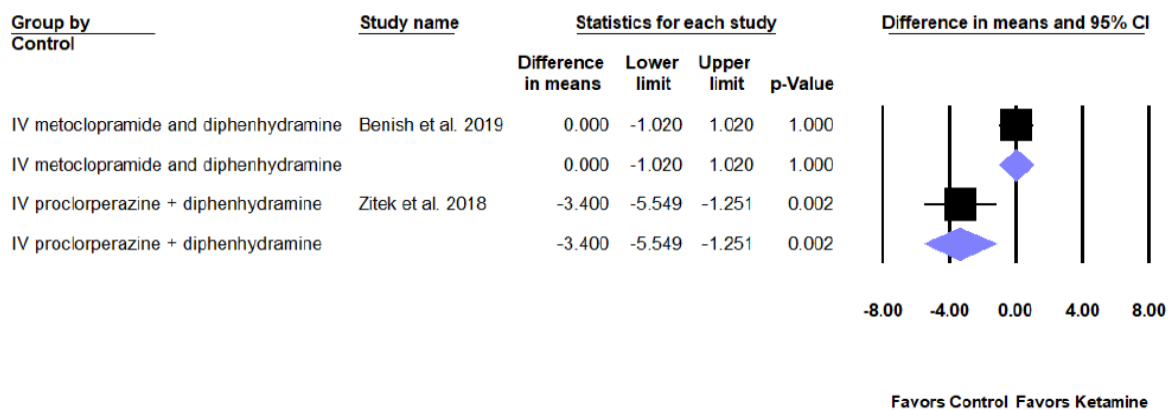 Group by Study name Statistics for each study Difference in means and 95% CI
Control
Difference Lower Upper
in means limit limit p-Value
IV metoclopramide and diphenhydramine Benish et al. 2019 0.000 -1.020 1.020 1.000
IV metoclopramide and diphenhydramine 0.000 -1.020 1.020 1.000
IV proclorperazine + diphenhydramine Zitek et al. 2018 -3.400 -5.549 -1.251 0.002
IV proclorperazine + diphenhydramine -3.400 -5.549 -1.251 0.002
-8.00 -4.00 0.00 4.00 8.00
Favors Control Favors Ketamine